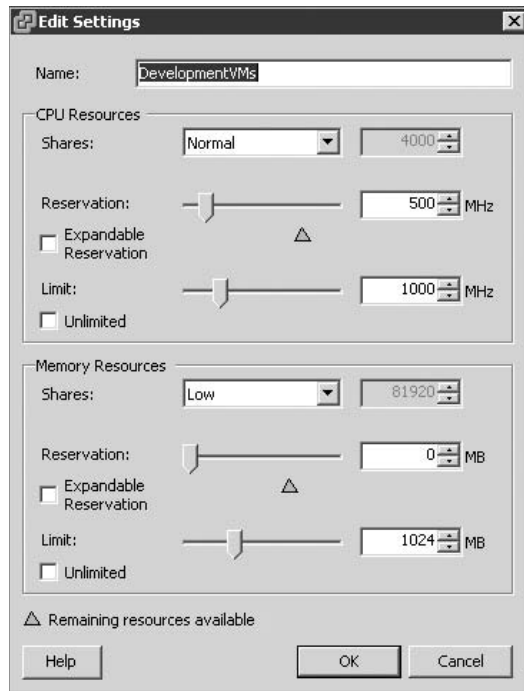 Edit Settings
Name: DevelopmentVMs
CPU Resources
Shares: Normal 4000
Reservation: 500 MHz
Expandable
Reservation
Limit: 1000 MHz
Unlimited
Memory Resources
Shares: Low 81920
Reservation: 0 MB
Expandable
Reservation
Limit: 1024 MB
Unlimited
Remaining resources available
Help OK Cancel